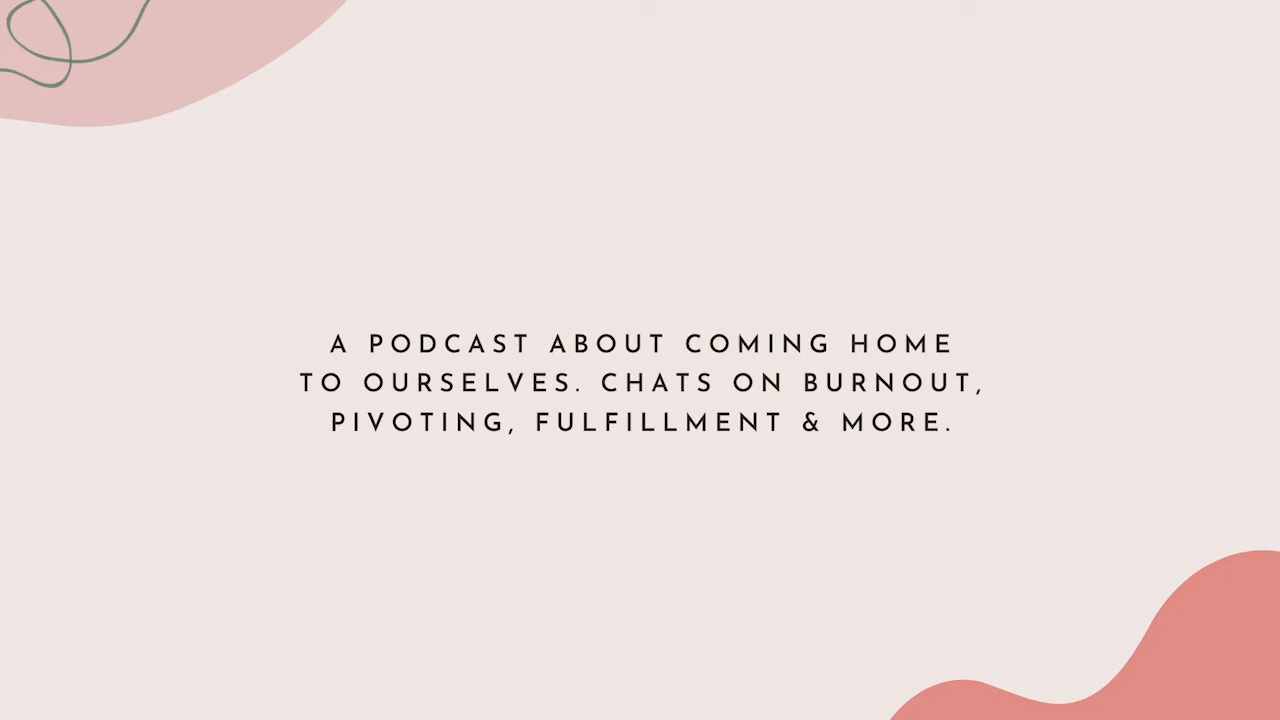 A PODCAST ABOUT COMING HOME
TO OURSELVES. CHATS ON BURNOUT,
PIVOTING, FULFILLMENT & MORE.